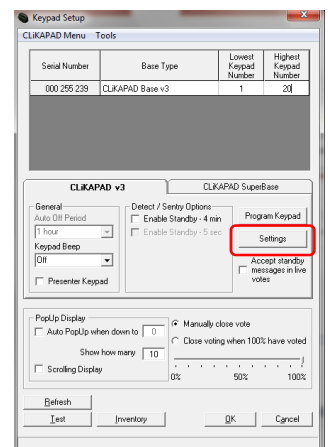 Keypad Setup
CLiKAPAD Menu Tools
Serial Number Base Type Lowest Keypad Number Highest Keypad Number
000 255 239 CLiKAPAD Base v3 1 20
CLiKAPAD v3 CLiKAPAD SuperBase
General Detect / Sentry Options
Auto Off Period Enable Standby - 4 min Program Keypad
1 hour Enable Standby - 5 sec Settings
Keypad Beep
Off Accept standby messages in live votes
Presenter Keypad
PopUp Display
Auto PopUp when down to 0 Manually close vote
Show how many 10 Close voting when 100% have voted
Scrolling Display
0% 50% 100%
Refresh
Test Inventory OK Cancel